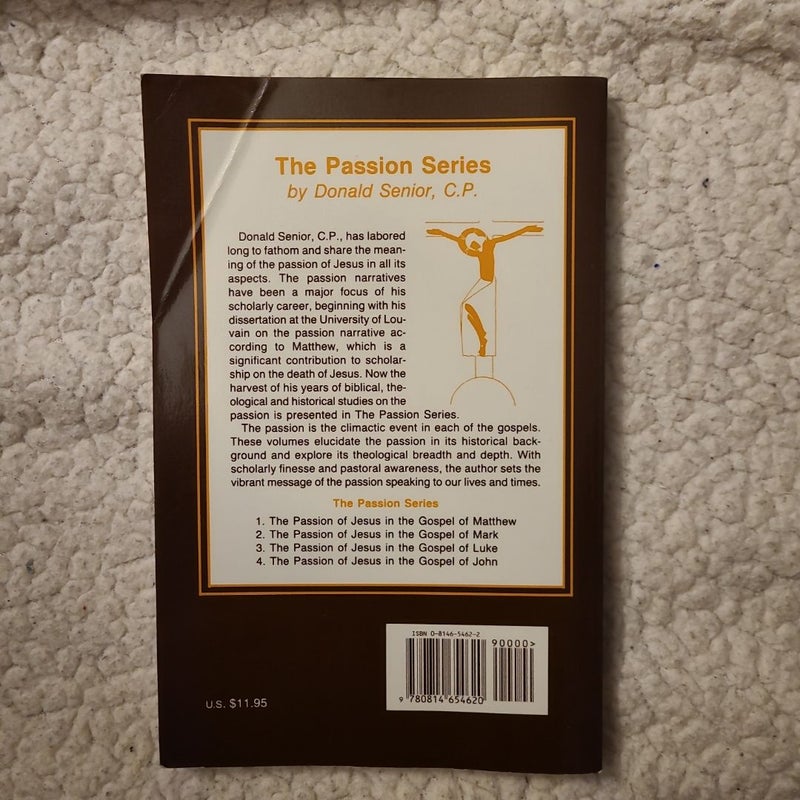 The Passion Series
by Donald Senior, C.P.
Donald Senior, C.P., has labored
long to fathom and share the mean-
ing of the passion of Jesus in all its
aspects. The passion narratives
have been a major focus of his
scholarly career, beginning with his
dissertation at the University of Lou-
vain on the passion narrative ac-
cording to Matthew, which is a
significant contribution to scholar-
ship on the death of Jesus. Now the
harvest of his years of biblical, the-
ological and historical studies on the
passion is presented in The Passion Series.
The passion is the climactic event in each of the gospels.
These volumes elucidate the passion in its historical back-
ground and explore its theological breadth and depth. With
scholarly finesse and pastoral awareness, the author sets the
vibrant message of the passion speaking to our lives and times.
The Passion Series
1. The Passion of Jesus in the Gospel of Matthew
2. The Passion of Jesus in the Gospel of Mark
3. The Passion of Jesus in the Gospel of Luke
4. The Passion of Jesus in the Gospel of John
ISBN 0-8146-5462-2
90000>
9 780814 654620
U.S. $11.95